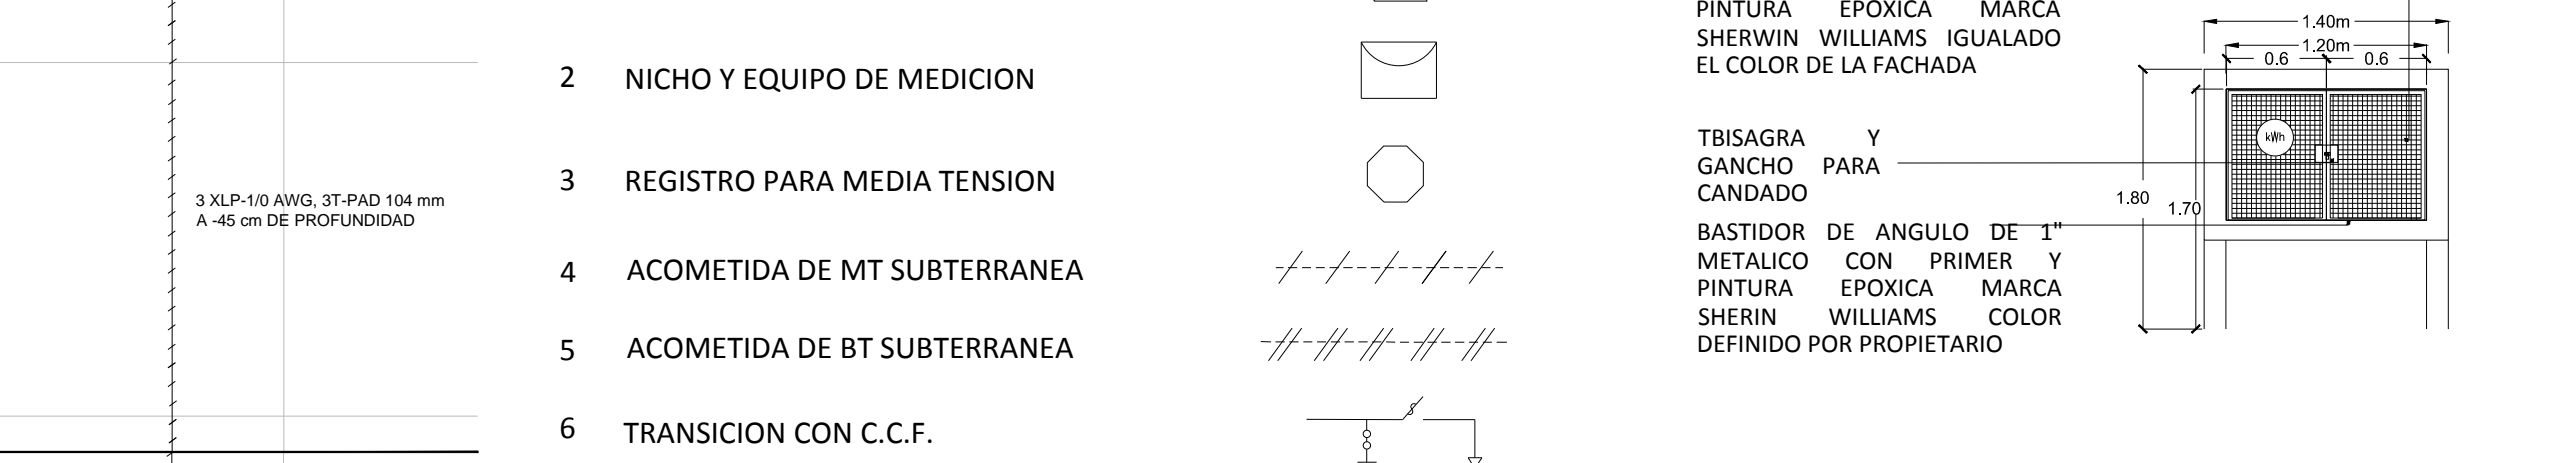 3 XLP-1/0 AWG, 3T-PAD 104 mm
A -45 cm DE PROFUNDIDAD
2 NICHO Y EQUIPO DE MEDICION
3 REGISTRO PARA MEDIA TENSION
4 ACOMETIDA DE MT SUBTERRANEA
5 ACOMETIDA DE BT SUBTERRANEA
6 TRANSICION CON C.C.F.
PINTURA EPOXICA MARCA
SHERWIN WILLIAMS IGUALADO
EL COLOR DE LA FACHADA
TBISAGRA Y
GANCHO PARA
CANDADO
BASTIDOR DE ANGULO DE 1"
METALICO CON PRIMER Y
PINTURA EPOXICA MARCA
SHERIN WILLIAMS COLOR
DEFINIDO POR PROPIETARIO
1.40m
1.20m
0.6 0.6
kWh
1.80
1.70